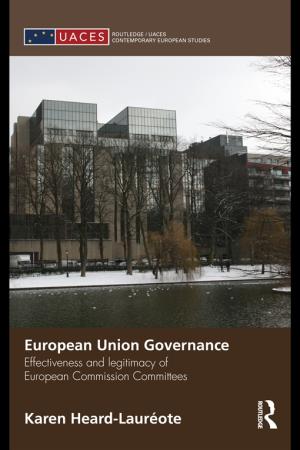 UACES
ROUTLEDGE / UACES
CONTEMPORARY EUROPEAN STUDIES
European Union Governance
Effectiveness and legitimacy of
European Commission Committees
Karen Heard-Lauréote
ROUTLEDGE